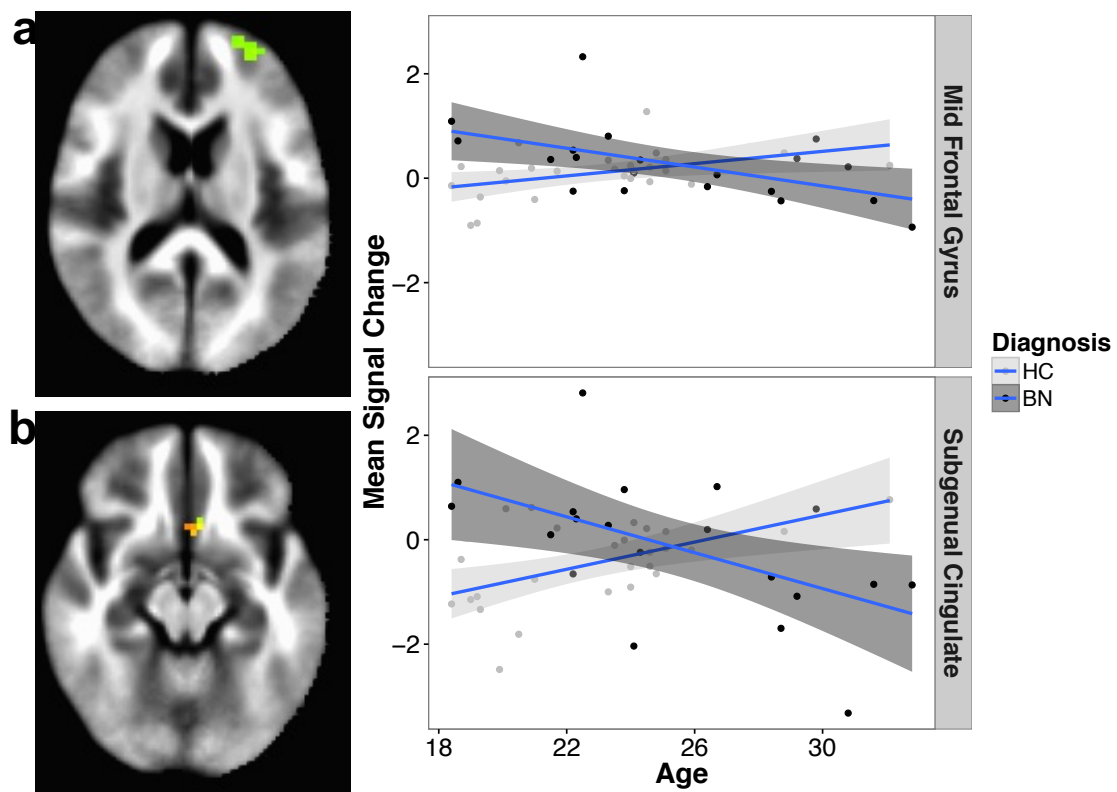 a
b
Mean Signal Change
2
0
−2
Mid Frontal Gyrus
2
0
−2
Subgenual Cingulate
18 22 26 30
Age
Diagnosis
HC
BN